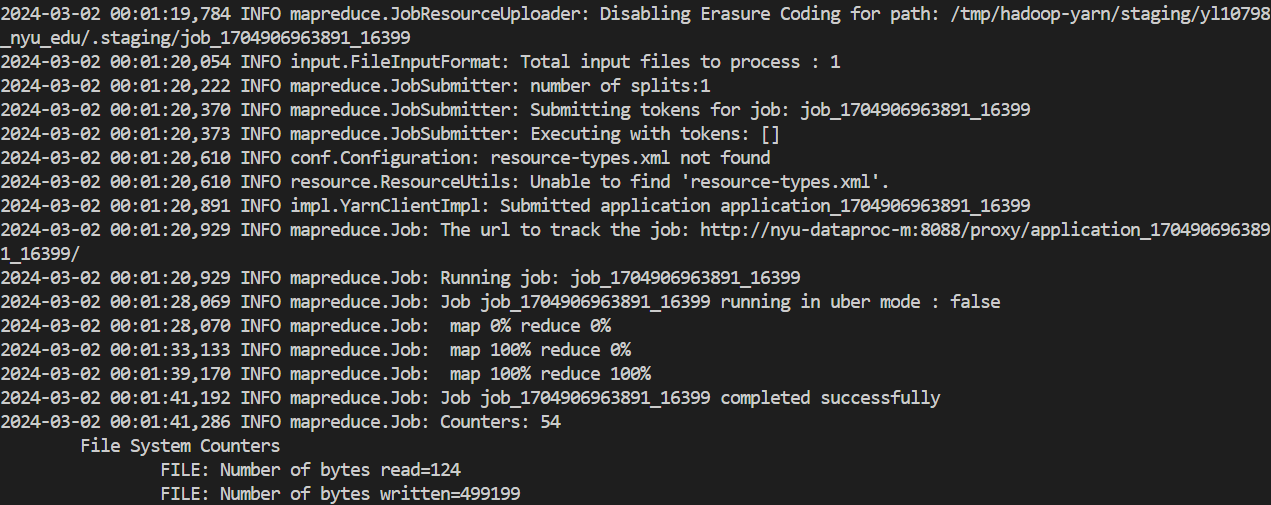 2024-03-02 00:01:19,784 INFO mapreduce.JobResourceUploader: Disabling Erasure Coding for path: /tmp/hadoop-yarn/staging/yl10798
_nyu_edu/.staging/job_1704906963891_16399
2024-03-02 00:01:20,054 INFO input.FileInputFormat: Total input files to process : 1
2024-03-02 00:01:20,222 INFO mapreduce.JobSubmitter: number of splits:1
2024-03-02 00:01:20,370 INFO mapreduce.JobSubmitter: Submitting tokens for job: job_1704906963891_16399
2024-03-02 00:01:20,373 INFO mapreduce.JobSubmitter: Executing with tokens: []
2024-03-02 00:01:20,610 INFO conf.Configuration: resource-types.xml not found
2024-03-02 00:01:20,610 INFO resource.ResourceUtils: Unable to find 'resource-types.xml'.
2024-03-02 00:01:20,891 INFO impl.YarnClientImpl: Submitted application application_1704906963891_16399
2024-03-02 00:01:20,929 INFO mapreduce.Job: The url to track the job: http://nyu-dataproc-m:8088/proxy/application_170490696389
1_16399/
2024-03-02 00:01:20,929 INFO mapreduce.Job: Running job: job_1704906963891_16399
2024-03-02 00:01:28,069 INFO mapreduce.Job: Job job_1704906963891_16399 running in uber mode : false
2024-03-02 00:01:28,070 INFO mapreduce.Job:  map 0% reduce 0%
2024-03-02 00:01:33,133 INFO mapreduce.Job:  map 100% reduce 0%
2024-03-02 00:01:39,170 INFO mapreduce.Job:  map 100% reduce 100%
2024-03-02 00:01:41,192 INFO mapreduce.Job: Job job_1704906963891_16399 completed successfully
2024-03-02 00:01:41,286 INFO mapreduce.Job: Counters: 54
        File System Counters
                FILE: Number of bytes read=124
                FILE: Number of bytes written=499199